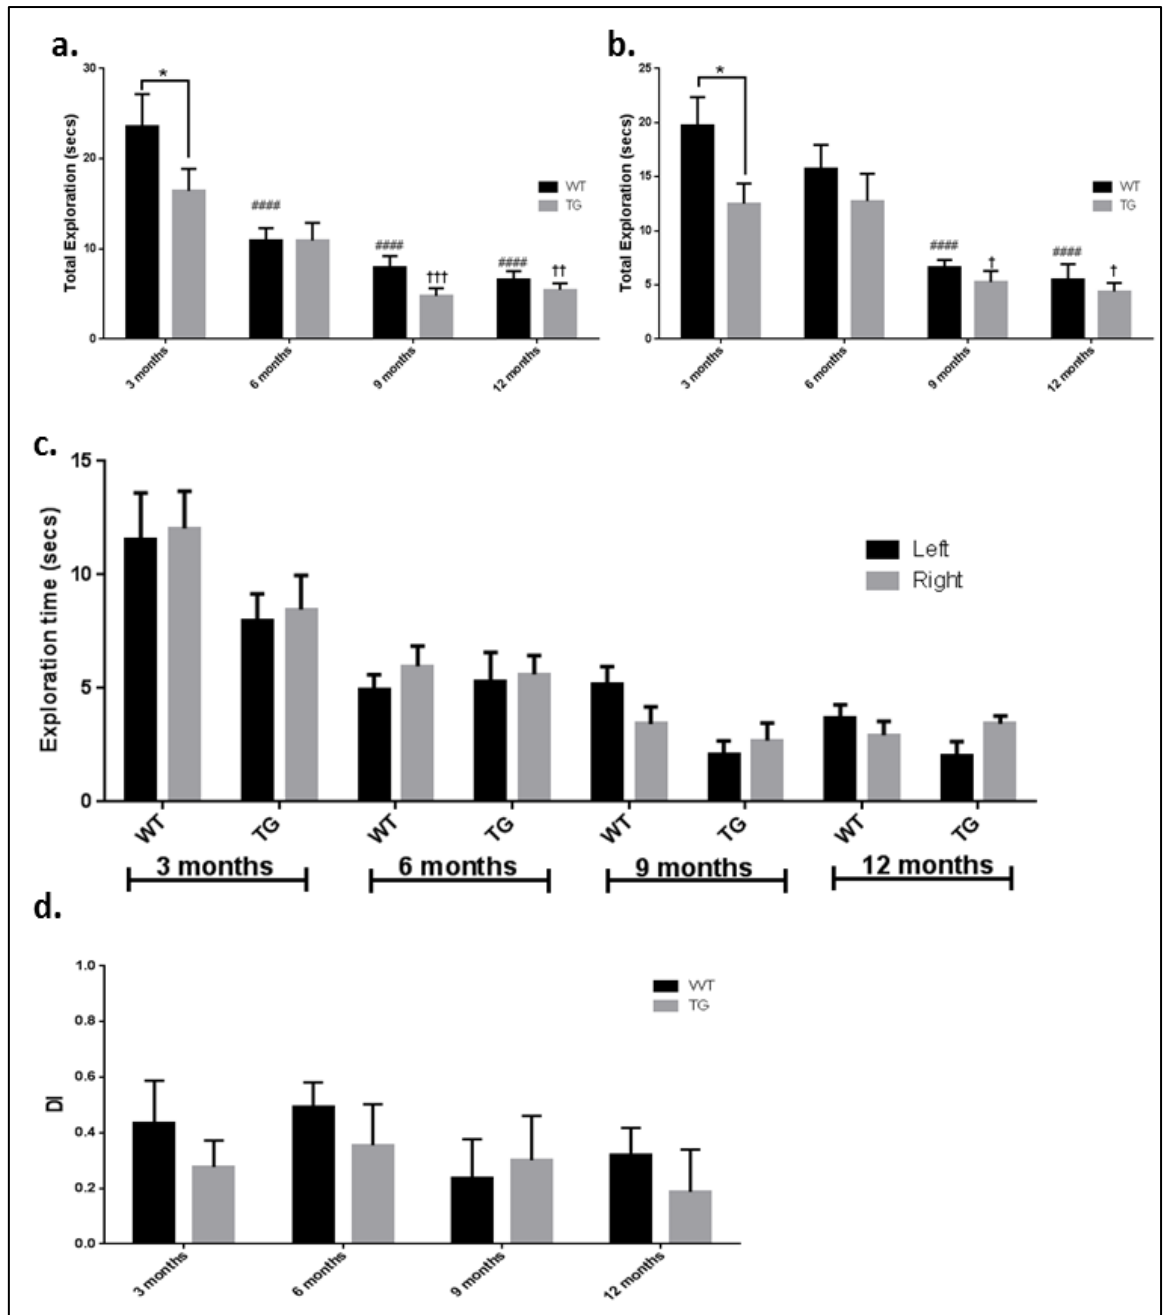 a.
30
20
10
0
Total Exploration (secs)
*
####
####
†††
####
††
WT
TG
3 months
6 months
9 months
12 months
b.
25
20
15
10
5
0
Total Exploration (secs)
*
####
†
####
†
WT
TG
3 months
6 months
9 months
12 months
c.
15
10
5
0
Exploration time (secs)
Left
Right
WT
TG
WT
TG
WT
TG
WT
TG
3 months
6 months
9 months
12 months
d.
1.0
0.8
0.6
0.4
0.2
0.0
DI
WT
TG
3 months
6 months
9 months
12 months